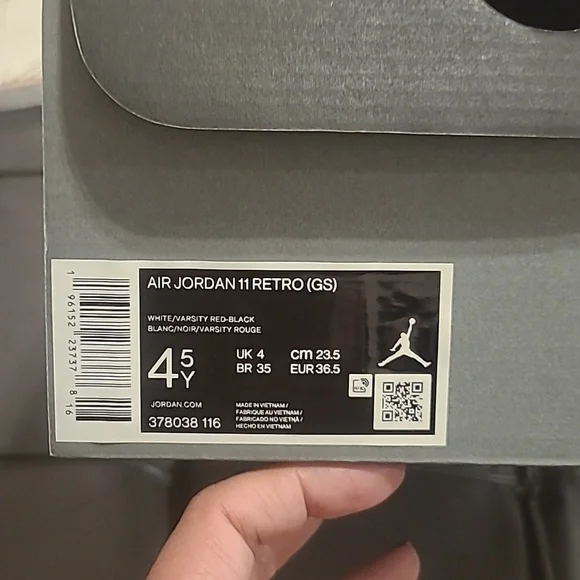 AIR JORDAN 11 RETRO (GS)
WHITE/VARSITY RED-BLACK
BLANC/NOIR/VARSITY ROUGE
4 5 Y
UK 4 cm 23.5
BR 35 EUR 36.5
JORDAN.COM
378038 116
MADE IN VIETNAM /
FABRIQUE AU VIETNAM /
FABRICADO NO VIETNÃ /
HECHO EN VIETNAM
1 96152 23737 8 16